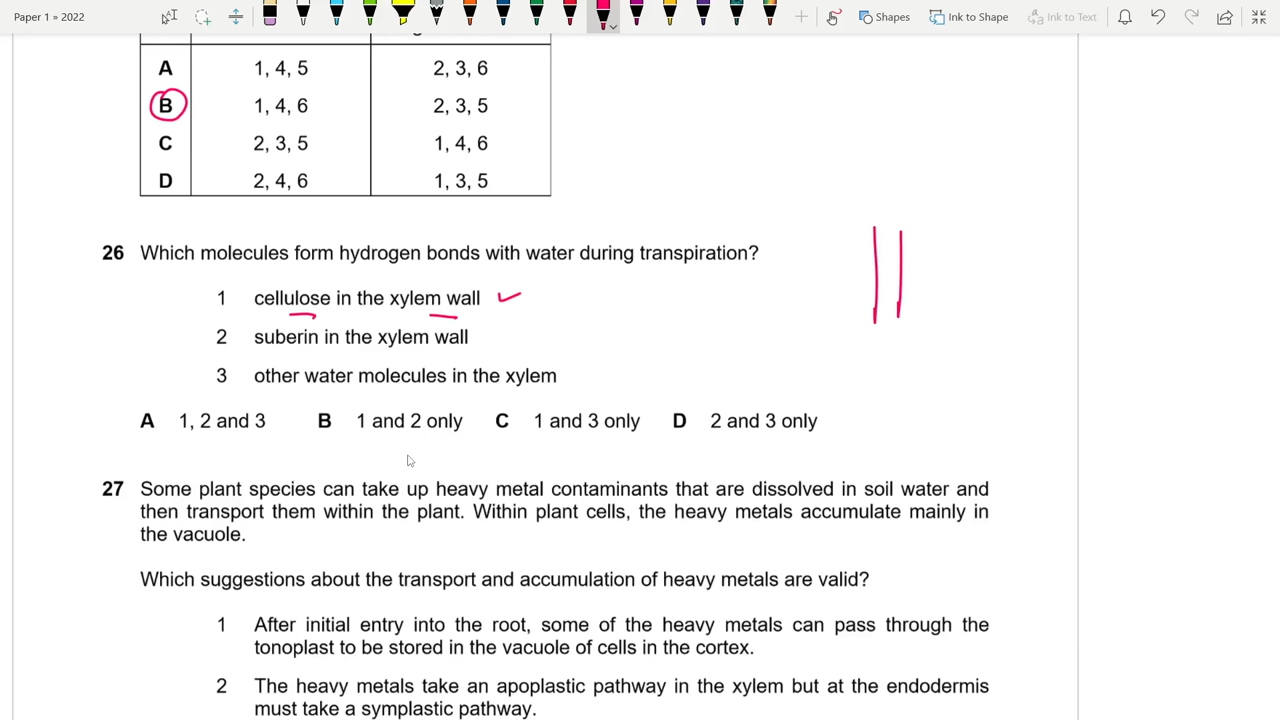 Paper 1 » 2022
Shapes
Ink to Shape
Ink to Text
A 1, 4, 5 2, 3, 6
B 1, 4, 6 2, 3, 5
C 2, 3, 5 1, 4, 6
D 2, 4, 6 1, 3, 5
26 Which molecules form hydrogen bonds with water during transpiration?
1 cellulose in the xylem wall
2 suberin in the xylem wall
3 other water molecules in the xylem
A 1, 2 and 3 B 1 and 2 only C 1 and 3 only D 2 and 3 only
27 Some plant species can take up heavy metal contaminants that are dissolved in soil water and
then transport them within the plant. Within plant cells, the heavy metals accumulate mainly in
the vacuole.
Which suggestions about the transport and accumulation of heavy metals are valid?
1 After initial entry into the root, some of the heavy metals can pass through the
tonoplast to be stored in the vacuole of cells in the cortex.
2 The heavy metals take an apoplastic pathway in the xylem but at the endodermis
must take a symplastic pathway.